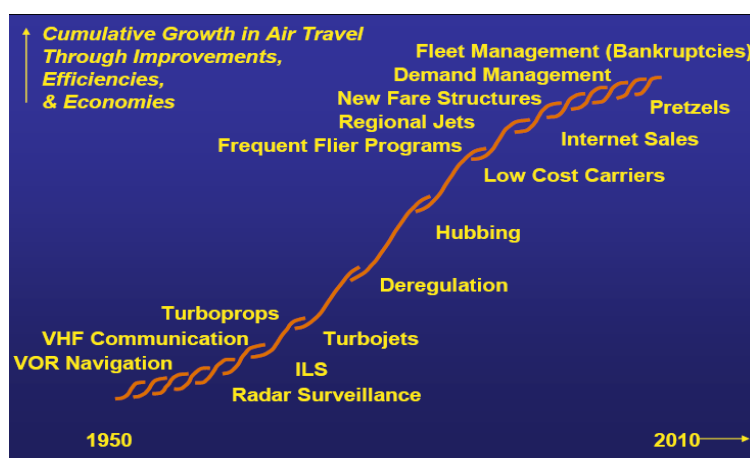 Cumulative Growth in Air Travel
Through Improvements,
Efficiencies,
& Economies
Fleet Management (Bankruptcies)
Demand Management
New Fare Structures
Pretzels
Regional Jets
Internet Sales
Frequent Flier Programs
Low Cost Carriers
Hubbing
Deregulation
Turboprops
VHF Communication
Turbojets
VOR Navigation
ILS
Radar Surveillance
1950
2010